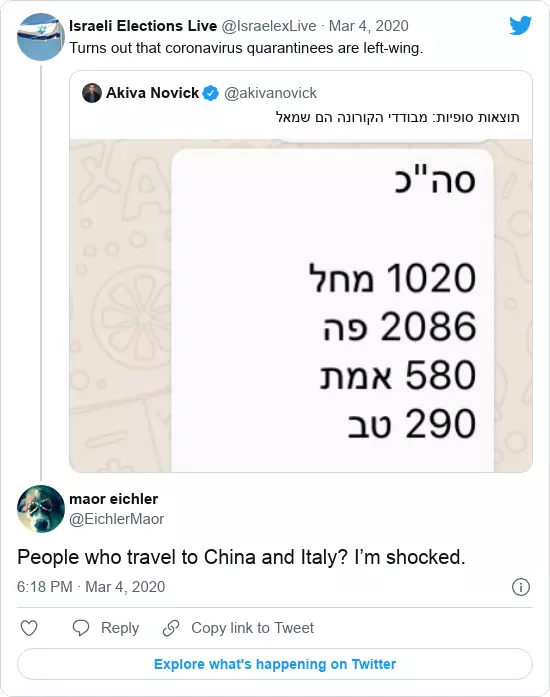 Israeli Elections Live @IsraelexLive · Mar 4, 2020
Turns out that coronavirus quarantinees are left-wing.
Akiva Novick @akivanovick
תוצאות סופיות: מבודדי הקורונה הם שמאל
סה"כ
1020 מחל
2086 פה
580 אמת
290 טב
maor eichler
@EichlerMaor
People who travel to China and Italy? I’m shocked.
6:18 PM · Mar 4, 2020
Reply
Copy link to Tweet
Explore what's happening on Twitter